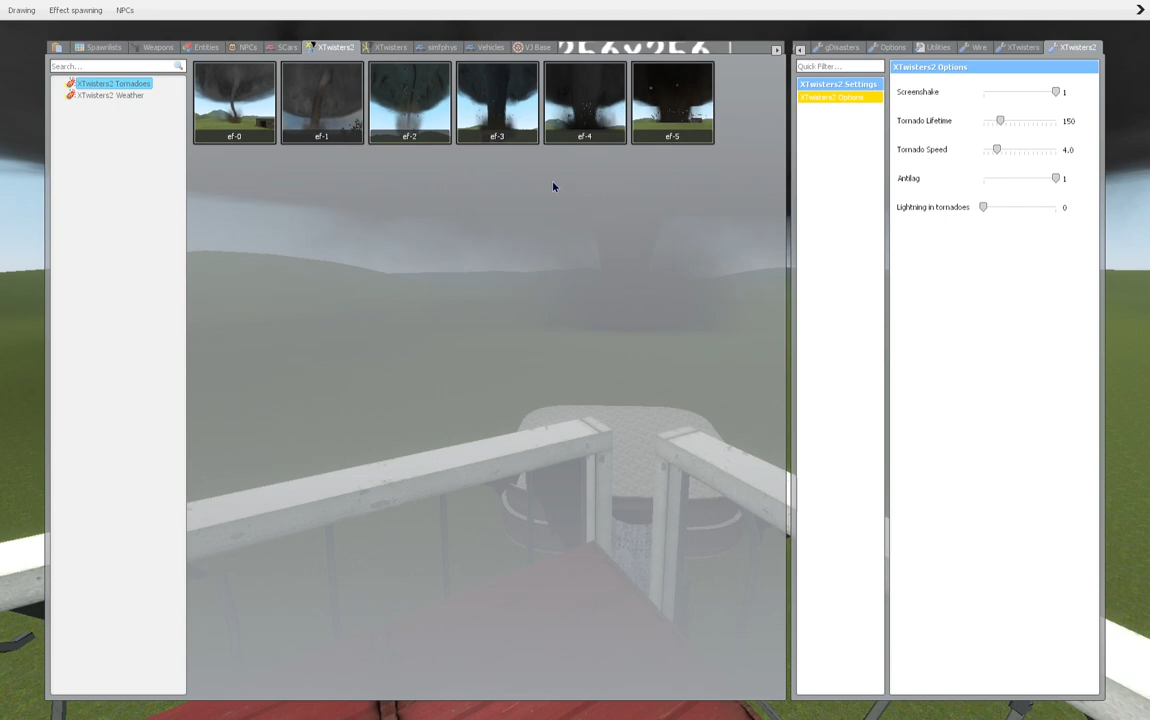 Drawing Effect spawning NPCs
Spawnlists Weapons Entities NPCs SCars XTwisters2 XTwisters simfphys Vehicles VJ Base 256x256
gDisasters Options Utilities Wire XTwisters XTwisters2
Search...
XTwisters2 Tornadoes
XTwisters2 Weather
ef-0 ef-1 ef-2 ef-3 ef-4 ef-5
Quick Filter...
XTwisters2 Settings
XTwisters2 Options
XTwisters2 Options
Screenshake 1
Tornado Lifetime 150
Tornado Speed 4.0
Antilag 1
Lightning in tornadoes 0